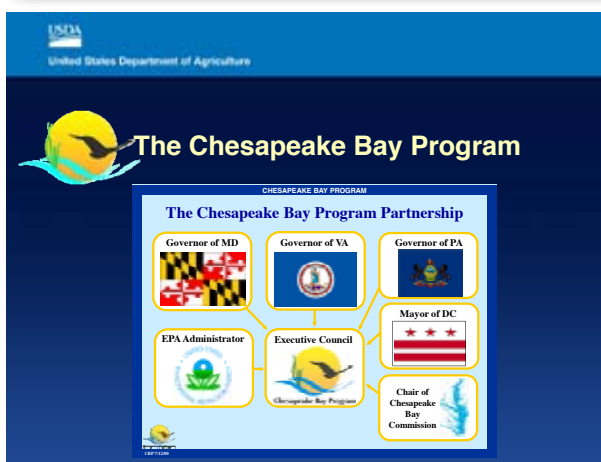 USDA
United States Department of Agriculture
The Chesapeake Bay Program
CHESAPEAKE BAY PROGRAM
The Chesapeake Bay Program Partnership
Governor of MD
Governor of VA
Governor of PA
Mayor of DC
EPA Administrator
Executive Council
Chesapeake Bay Program
Chair of
Chesapeake
Bay
Commission